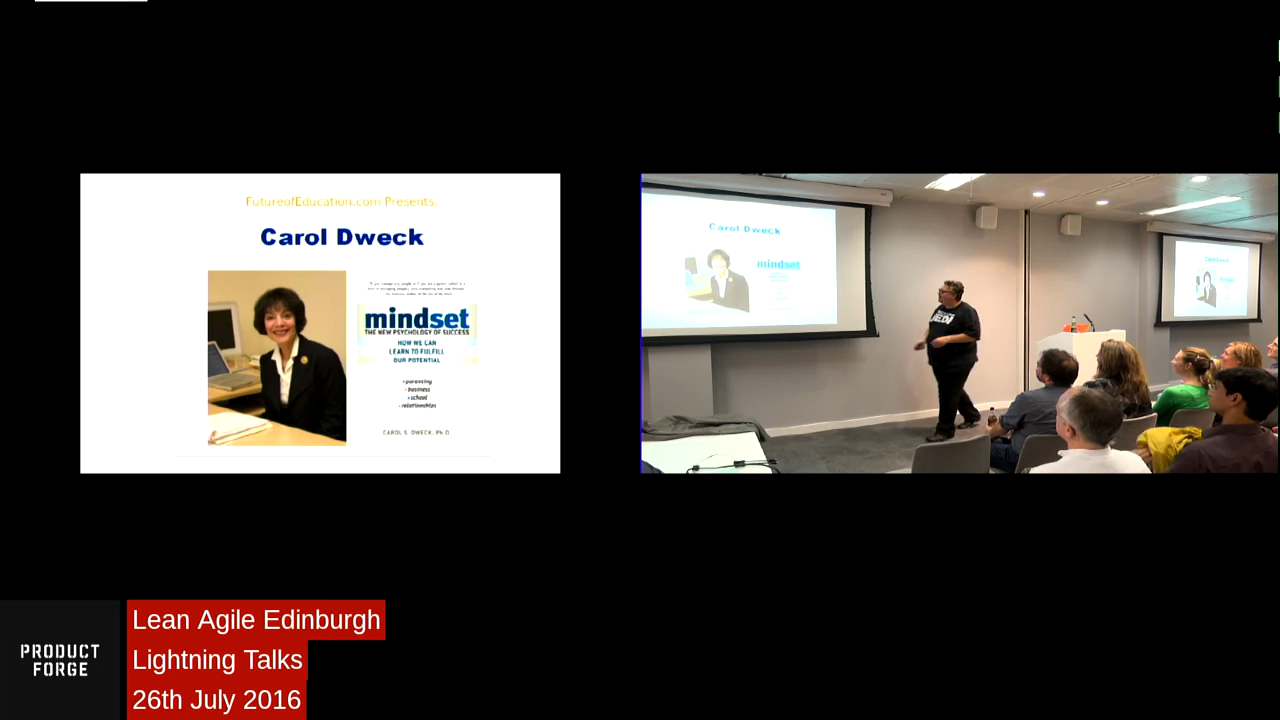 FutureofEducation.com Presents:
Carol Dweck
mindset
THE NEW PSYCHOLOGY OF SUCCESS
HOW WE CAN
LEARN TO FULFILL
OUR POTENTIAL
• parenting
• business
• school
• relationships
CAROL S. DWECK, Ph.D.
Carol Dweck
mindset
JEDI
PRODUCT
FORGE
Lean Agile Edinburgh
Lightning Talks
26th July 2016